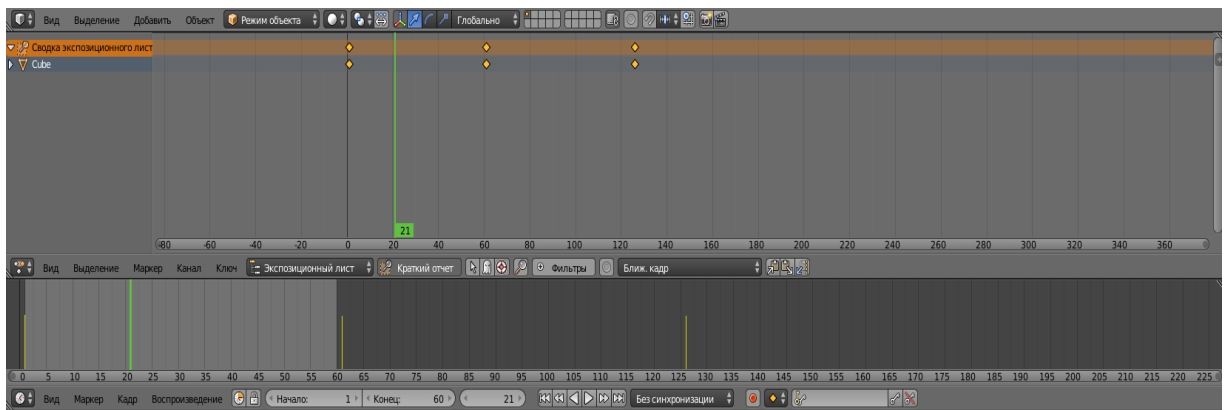 Вид Выделение Добавить Объект Режим объекта Глобально
Сводка экспозиционного лист
Cube
21
-80 -60 -40 -20 0 20 40 60 80 100 120 140 160 180 200 220 240 260 280 300 320 340 360
Вид Выделение Маркер Канал Ключ Экспозиционный лист Краткий отчет Фильтры Ближ. кадр
0 5 10 15 20 25 30 35 40 45 50 55 60 65 70 75 80 85 90 95 100 105 110 115 120 125 130 135 140 145 150 155 160 165 170 175 180 185 190 195 200 205 210 215 220 225
Вид Маркер Кадр Воспроизведение Начало: 1 Конец: 60 21 Без синхронизации